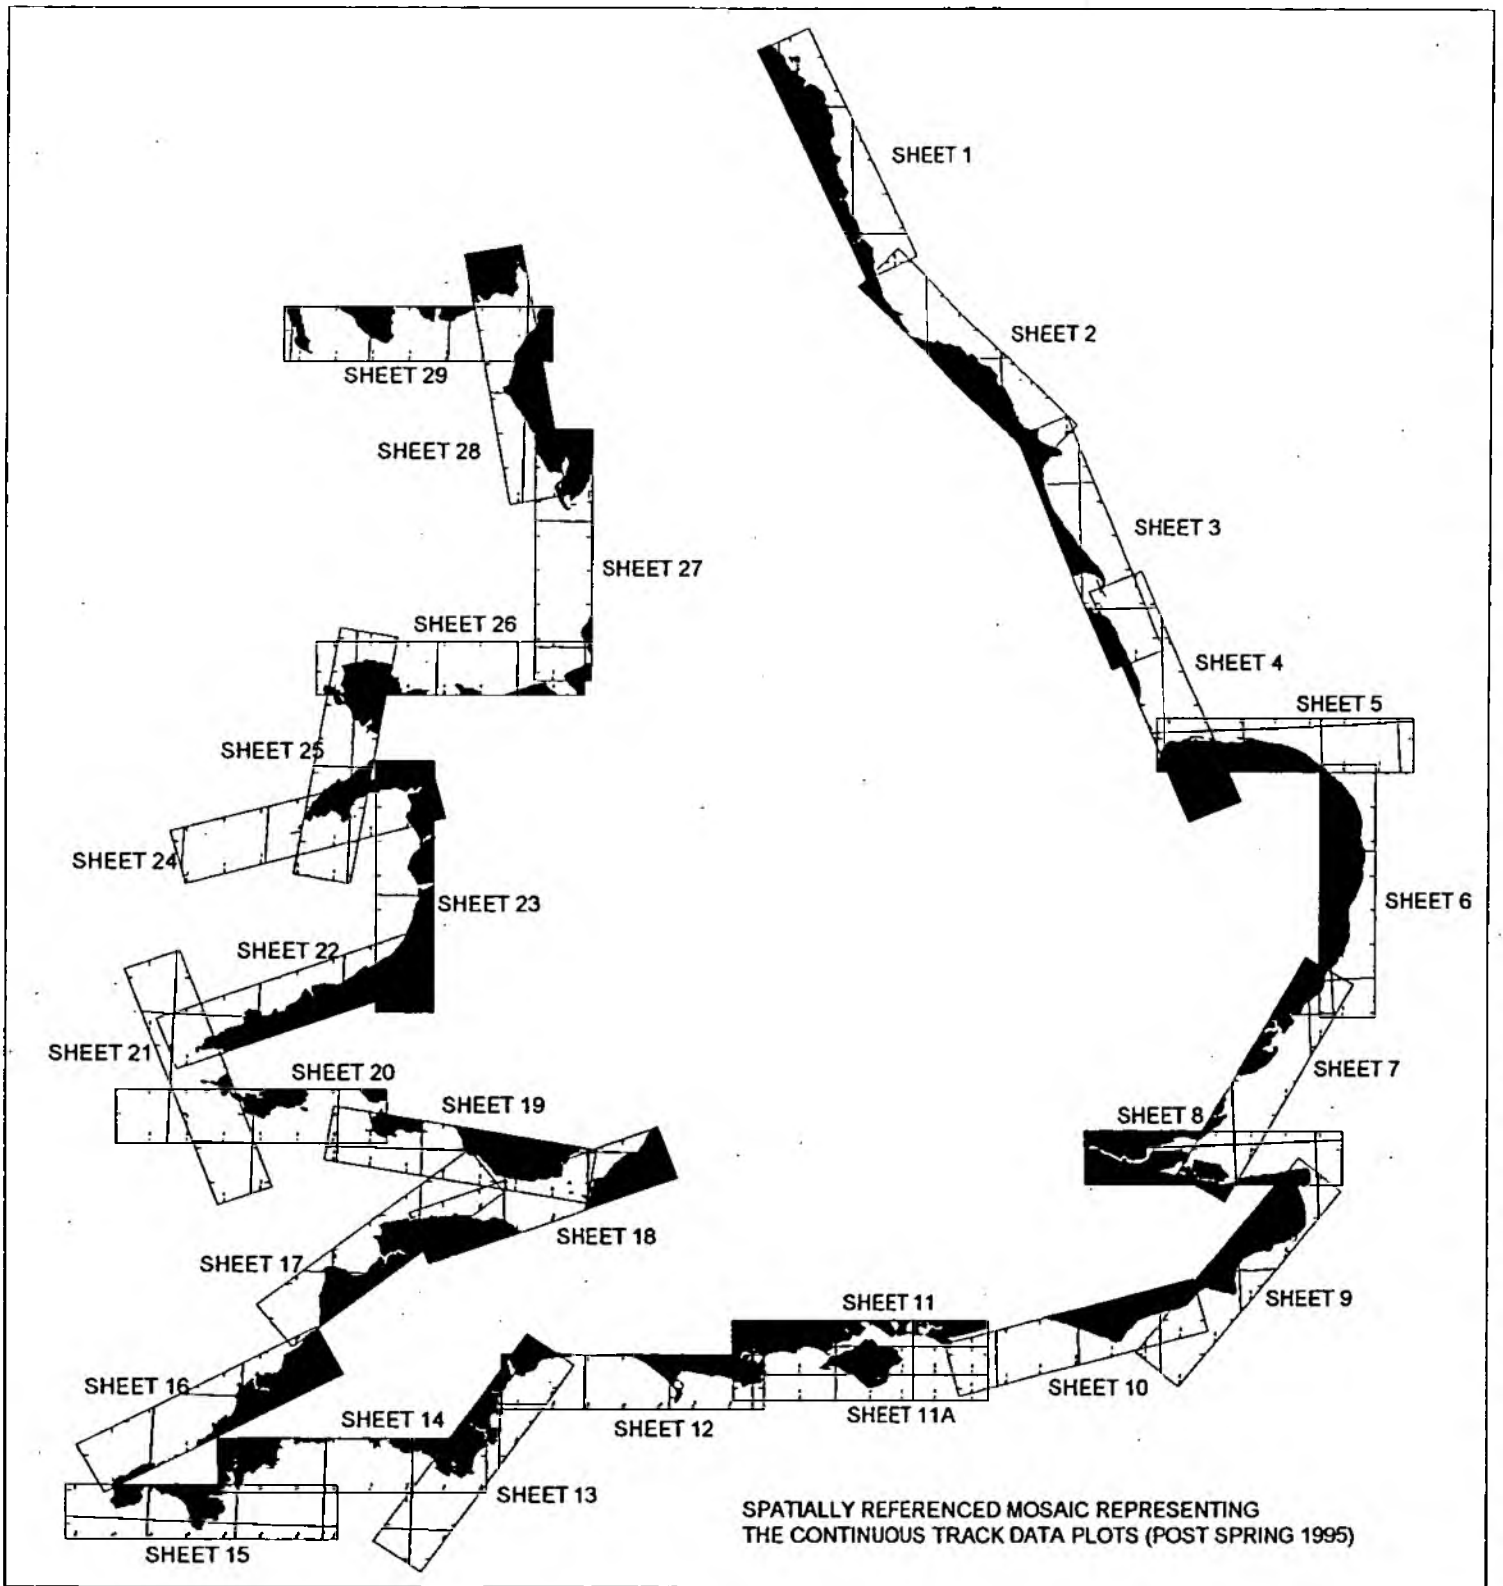 SHEET 1
SHEET 2
SHEET 29
SHEET 28
SHEET 3
SHEET 27
SHEET 26
SHEET 4
SHEET 5
SHEET 25
SHEET 24
SHEET 23
SHEET 6
SHEET 22
SHEET 21
SHEET 20
SHEET 7
SHEET 19
SHEET 8
SHEET 18
SHEET 17
SHEET 9
SHEET 11
SHEET 16
SHEET 10
SHEET 11A
SHEET 14
SHEET 12
SHEET 13
SHEET 15
SPATIALLY REFERENCED MOSAIC REPRESENTING
THE CONTINUOUS TRACK DATA PLOTS (POST SPRING 1995)